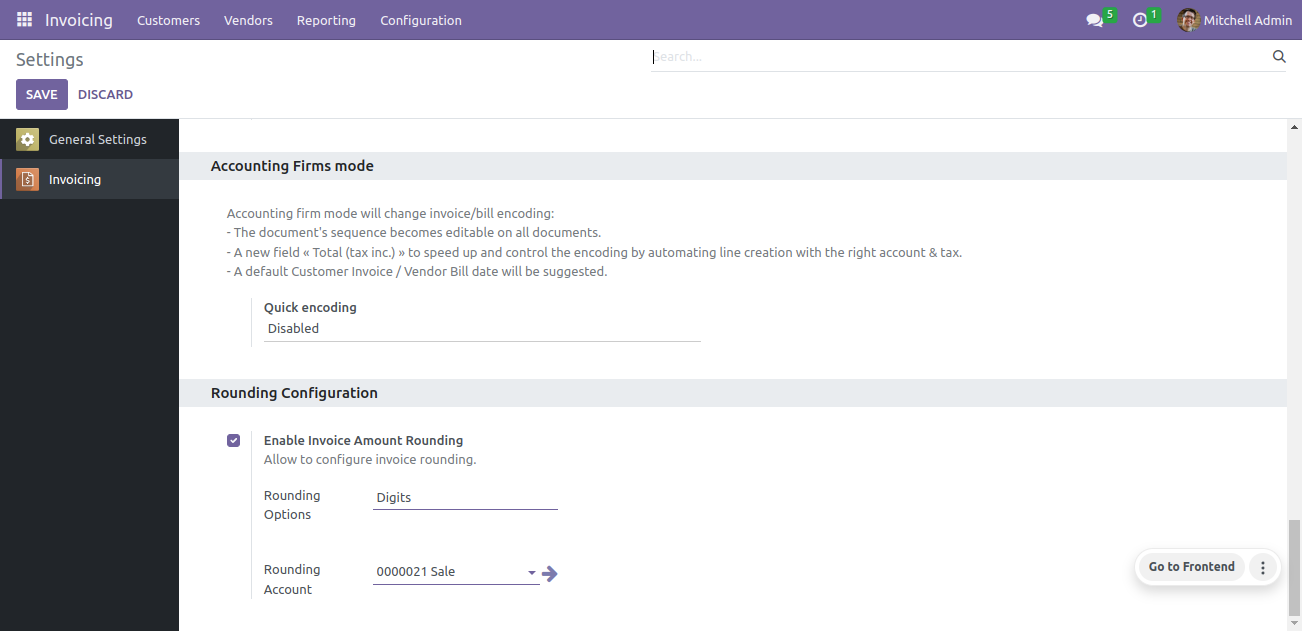 Invoicing Customers Vendors Reporting Configuration 5 1 Mitchell Admin
Settings
Search...
SAVE DISCARD
General Settings
Invoicing
Accounting Firms mode
Accounting firm mode will change invoice/bill encoding:
- The document's sequence becomes editable on all documents.
- A new field « Total (tax inc.) » to speed up and control the encoding by automating line creation with the right account & tax.
- A default Customer Invoice / Vendor Bill date will be suggested.
Quick encoding
Disabled
Rounding Configuration
Enable Invoice Amount Rounding
Allow to configure invoice rounding.
Rounding
Options
Digits
Rounding
Account
0000021 Sale
Go to Frontend